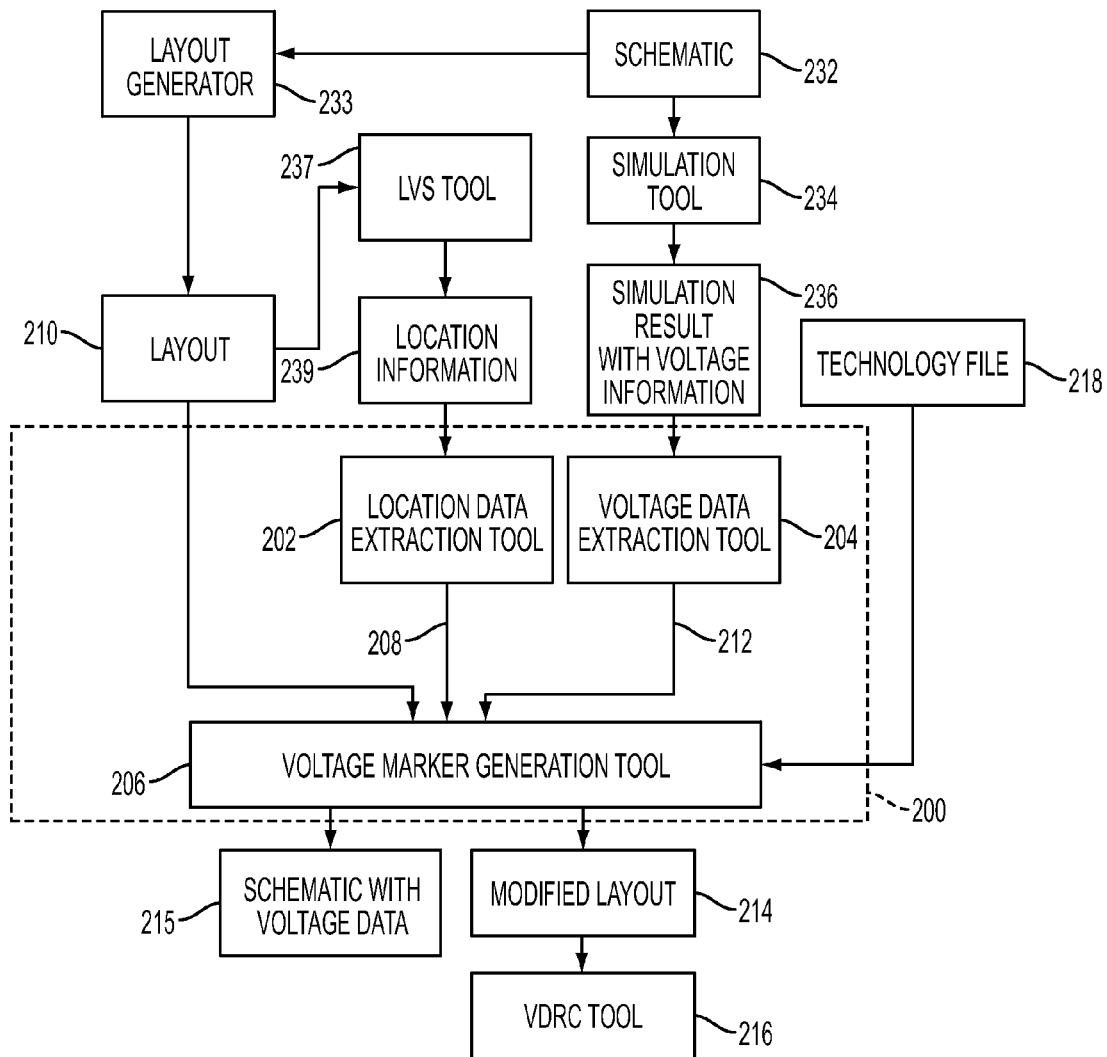 LAYOUT
GENERATOR
233
SCHEMATIC
232
237
LVS TOOL
SIMULATION
TOOL
234
210
LAYOUT
239
LOCATION
INFORMATION
SIMULATION
RESULT
WITH VOLTAGE
INFORMATION
236
TECHNOLOGY FILE
218
202
LOCATION DATA
EXTRACTION TOOL
VOLTAGE DATA
EXTRACTION TOOL
204
208
212
206
VOLTAGE MARKER GENERATION TOOL
200
215
SCHEMATIC WITH
VOLTAGE DATA
MODIFIED LAYOUT
214
VDRC TOOL
216